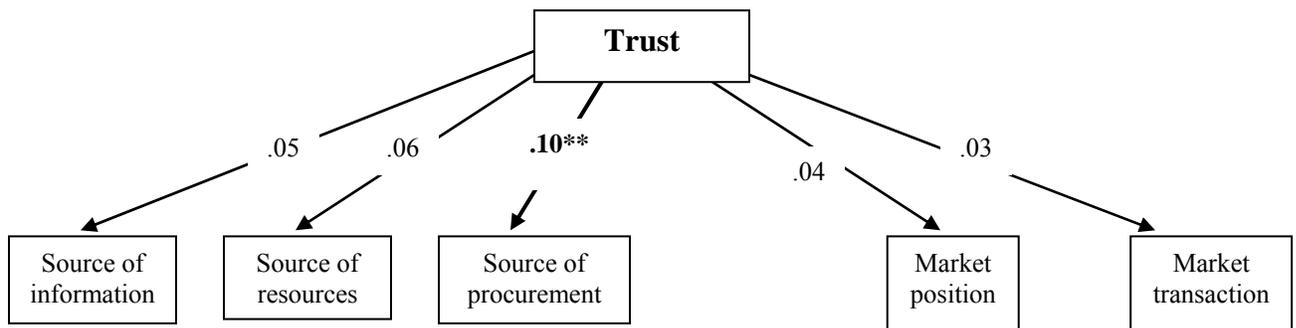 Trust
.05
.06
.10**
.04
.03
Source of
information
Source of
resources
Source of
procurement
Market
position
Market
transaction